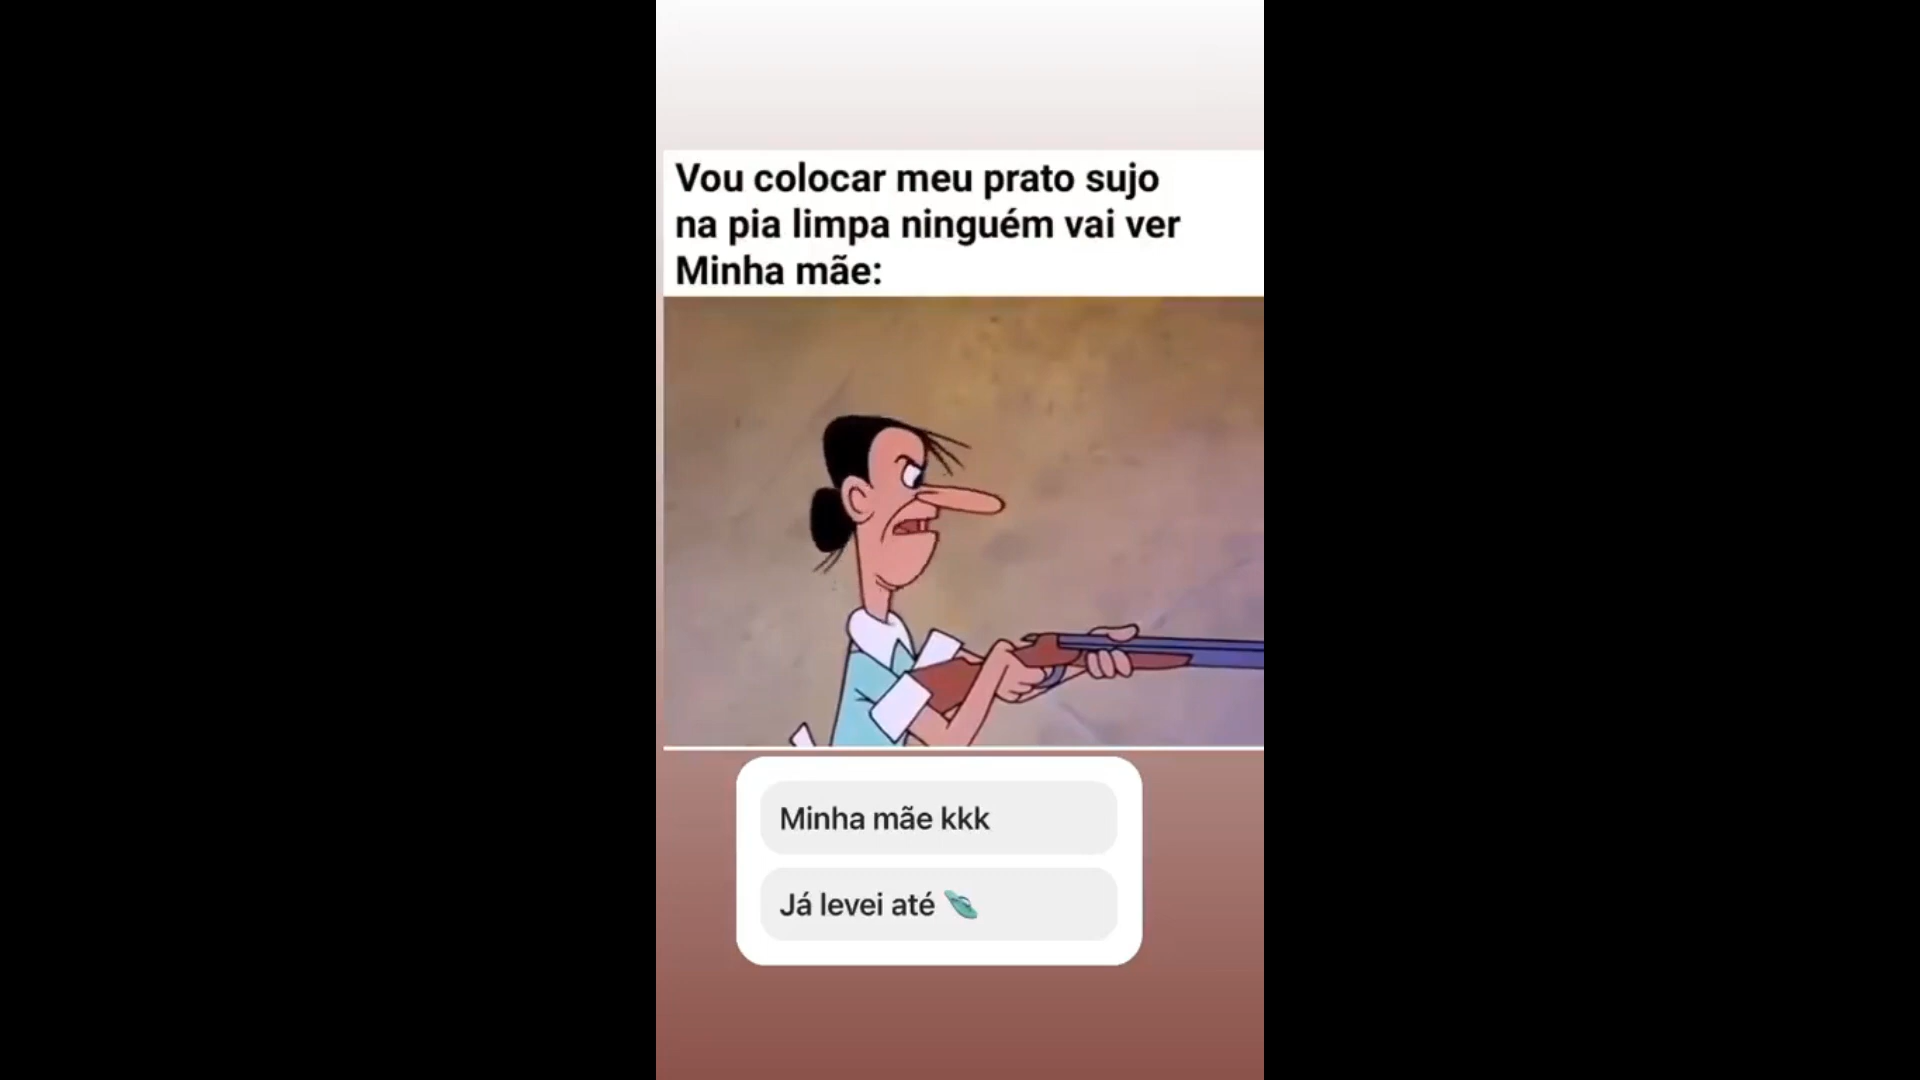 Vou colocar meu prato sujo
na pia limpa ninguém vai ver
Minha mãe:
Minha mãe kkk
Já levei até 🩴